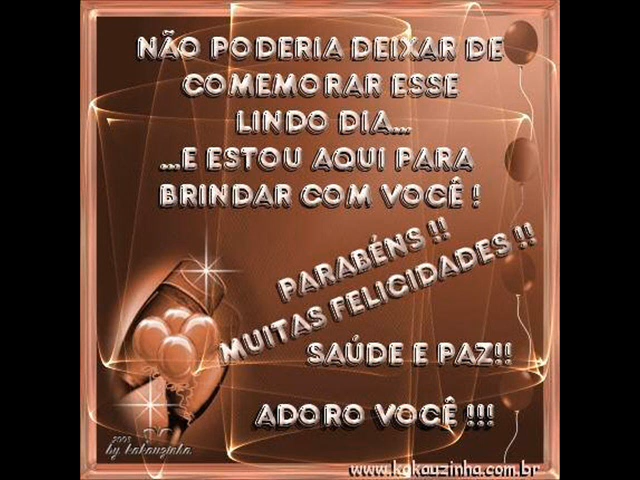 NÃO PODERIA DEIXAR DE
COMEMORAR ESSE
LINDO DIA...
...E ESTOU AQUI PARA
BRINDAR COM VOCÊ !
PARABÉNS !!
MUITAS FELICIDADES !!
SAÚDE E PAZ!!
ADORO VOCÊ !!!
2008
by kakauzinha.
www.kakauzinha.com.br